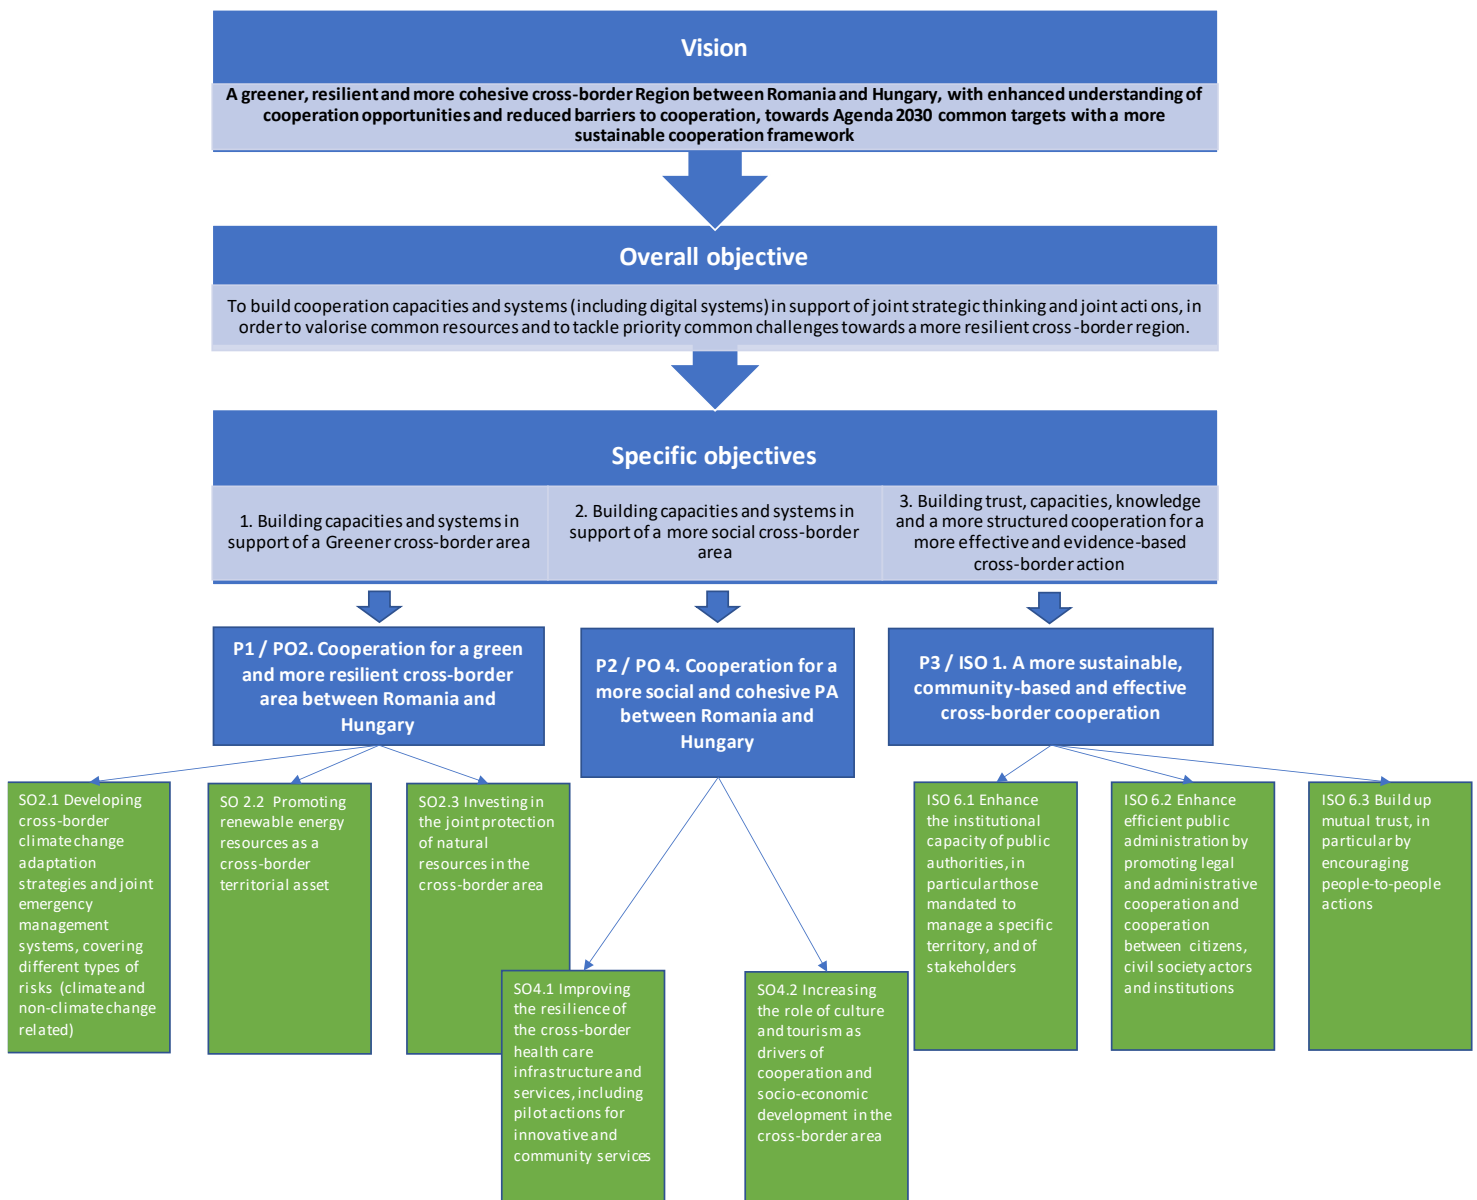 Vision
A greener, resilient and more cohesive cross-border Region between Romania and Hungary, with enhanced understanding of
cooperation opportunities and reduced barriers to cooperation, towards Agenda 2030 common targets with a more
sustainable cooperation framework
Overall objective
To build cooperation capacities and systems (including digital systems) in support of joint strategic thinking and joint actions, in
order to valorise common resources and to tackle priority common challenges towards a more resilient cross-border region.
Specific objectives
1. Building capacities and systems in
support of a Greener cross-border area
2. Building capacities and systems in
support of a more social cross-border
area
3. Building trust, capacities, knowledge
and a more structured cooperation for a
more effective and evidence-based
cross-border action
P1 / PO2. Cooperation for a green
and more resilient cross-border
area between Romania and
Hungary
P2 / PO 4. Cooperation for a
more social and cohesive PA
between Romania and
Hungary
P3 / ISO 1. A more sustainable,
community-based and effective
cross-border cooperation
SO2.1 Developing
cross-border
climate change
adaptation
strategies and joint
emergency
management
systems, covering
different types of
risks (climate and
non-climate change
related)
SO 2.2 Promoting
renewable energy
resources as a
cross-border
territorial asset
SO2.3 Investing in
the joint protection
of natural
resources in the
cross-border area
SO4.1 Improving
the resilience of
the cross-border
health care
infrastructure and
services, including
pilot actions for
innovative and
community services
SO4.2 Increasing
the role of culture
and tourism as
drivers of
cooperation and
socio-economic
development in the
cross-border area
ISO 6.1 Enhance
the institutional
capacity of public
authorities, in
particular those
mandated to
manage a specific
territory, and of
stakeholders
ISO 6.2 Enhance
efficient public
administration by
promoting legal
and administrative
cooperation and
cooperation
between citizens,
civil society actors
and institutions
ISO 6.3 Build up
mutual trust, in
particular by
encouraging
people-to-people
actions